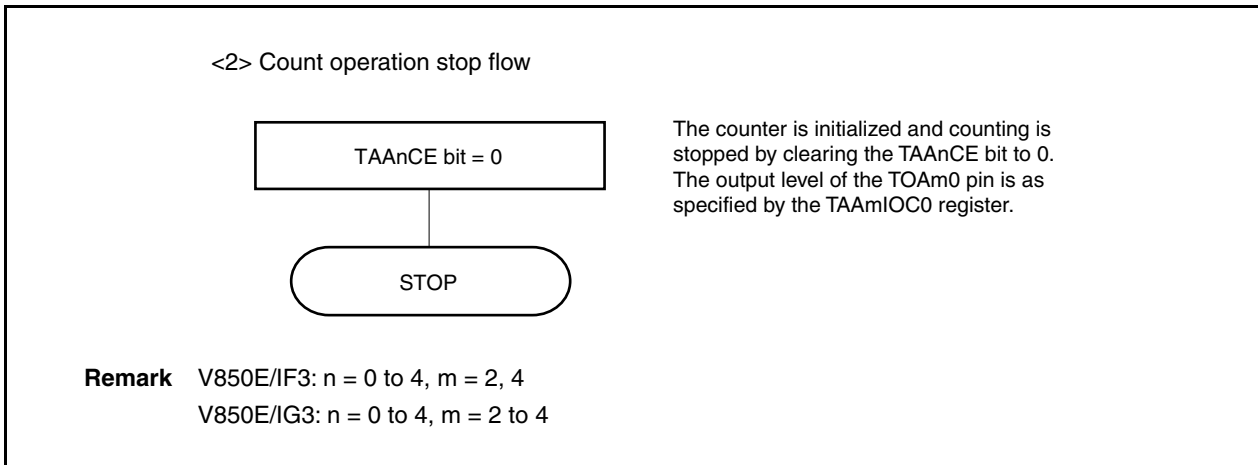 <2> Count operation stop flow
TAAnCE bit = 0
The counter is initialized and counting is
stopped by clearing the TAAnCE bit to 0.
The output level of the TOAm0 pin is as
specified by the TAAmIOC0 register.
STOP
Remark V850E/IF3: n = 0 to 4, m = 2, 4
V850E/IG3: n = 0 to 4, m = 2 to 4